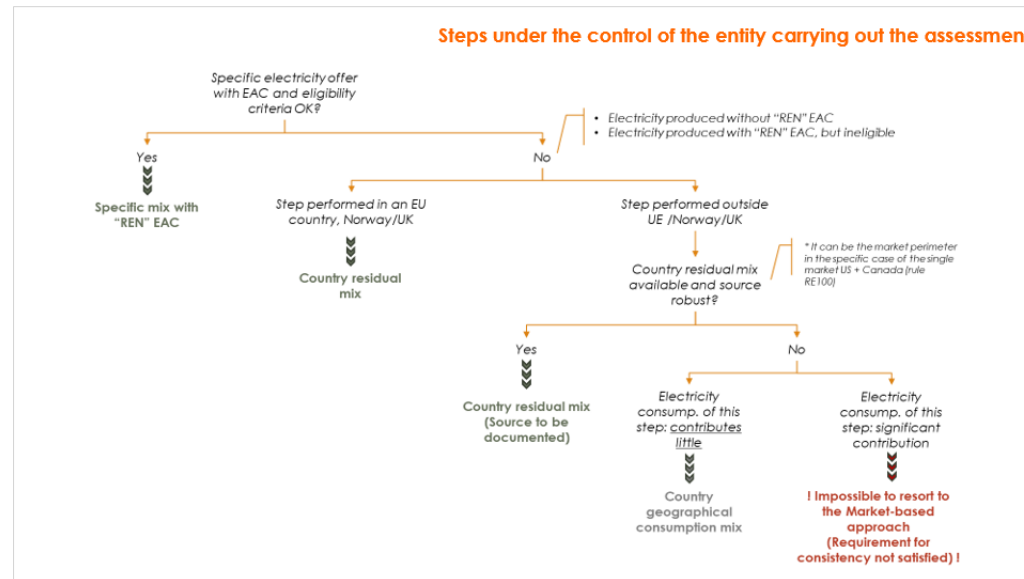 Steps under the control of the entity carrying out the assessmen
Specific electricity offer
with EAC and eligibility
criteria OK?
• Electricity produced without “REN” EAC
• Electricity produced with “REN” EAC, but ineligible
Yes
No
Specific mix with
“REN” EAC
Step performed in an EU
country, Norway/UK
Step performed outside
UE /Norway/UK
Country residual
mix
* It can be the market perimeter
in the specific case of the single
market US + Canada (rule
RE100)
Country residual mix
available and source
robust?
Yes
No
Country residual mix
(Source to be
documented)
Electricity
consump. of this
step: contributes
little
Electricity
consump. of this
step: significant
contribution
Country
geographical
consumption mix
! Impossible to resort to
the Market-based
approach
(Requirement for
consistency not satisfied) !